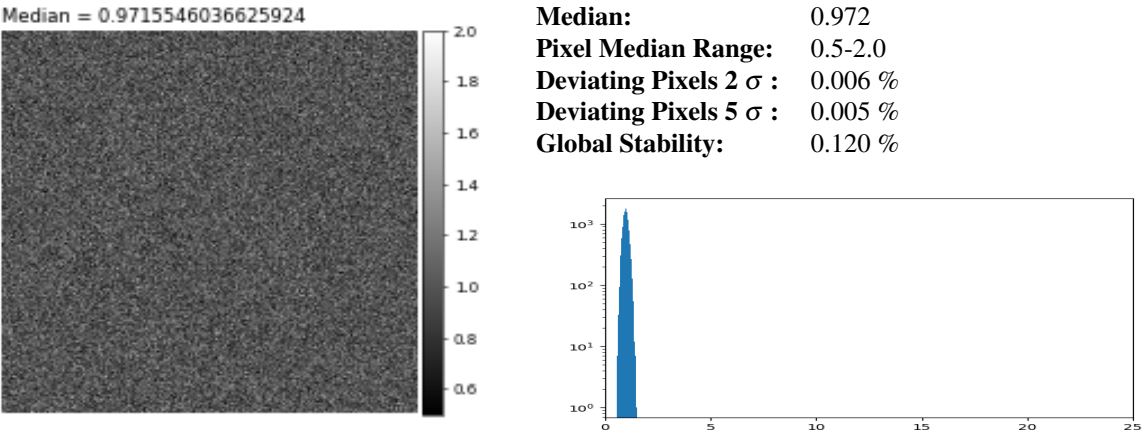 Median = 0.9715546036625924
2.0
1.8
1.6
1.4
1.2
1.0
0.8
0.6
Median: 0.972
Pixel Median Range: 0.5-2.0
Deviating Pixels 2 σ : 0.006 %
Deviating Pixels 5 σ : 0.005 %
Global Stability: 0.120 %
10³
10²
10¹
10⁰
0 5 10 15 20 25